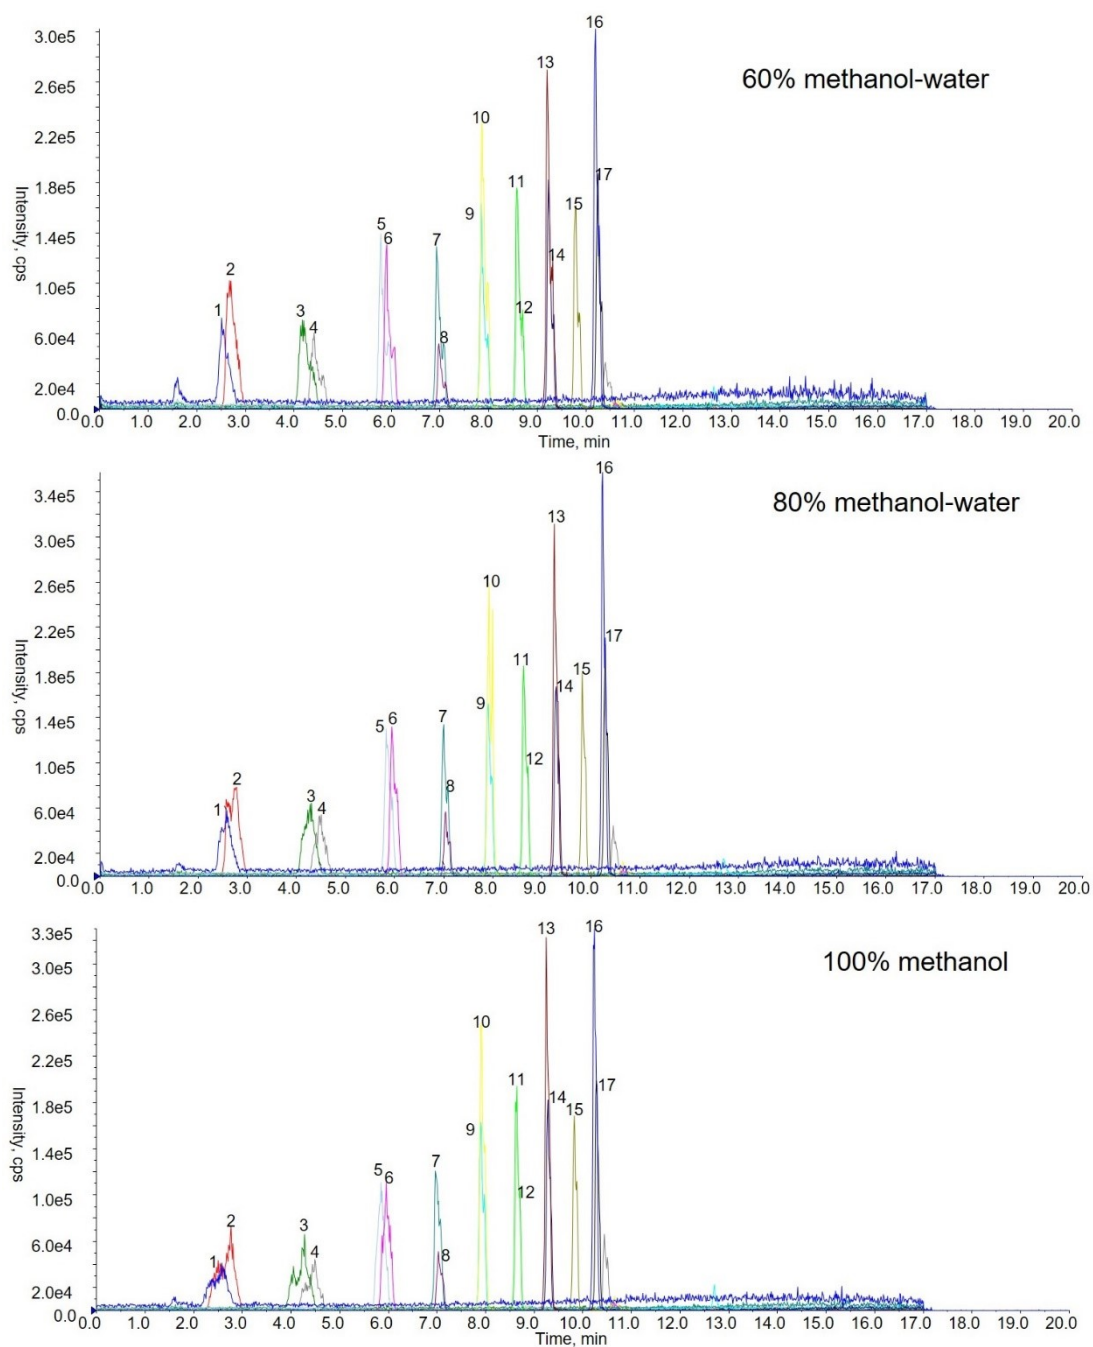 60% methanol-water
Intensity, cps
3.0e5
2.6e5
2.2e5
1.8e5
1.4e5
1.0e5
6.0e4
2.0e4
0.0
1
2
3
4
5
6
7
8
9
10
11
12
13
14
15
16
17
0.0 1.0 2.0 3.0 4.0 5.0 6.0 7.0 8.0 9.0 10.0 11.0 12.0 13.0 14.0 15.0 16.0 17.0 18.0 19.0 20.0
Time, min
80% methanol-water
Intensity, cps
3.4e5
3.0e5
2.6e5
2.2e5
1.8e5
1.4e5
1.0e5
6.0e4
2.0e4
0.0
1
2
3
4
5
6
7
8
9
10
11
12
13
14
15
16
17
0.0 1.0 2.0 3.0 4.0 5.0 6.0 7.0 8.0 9.0 10.0 11.0 12.0 13.0 14.0 15.0 16.0 17.0 18.0 19.0 20.0
100% methanol
Intensity, cps
3.3e5
3.0e5
2.6e5
2.2e5
1.8e5
1.4e5
1.0e5
6.0e4
2.0e4
0.0
1
2
3
4
5
6
7
8
9
10
11
12
13
14
15
16
17
0.0 1.0 2.0 3.0 4.0 5.0 6.0 7.0 8.0 9.0 10.0 11.0 12.0 13.0 14.0 15.0 16.0 17.0 18.0 19.0 20.0
Time, min